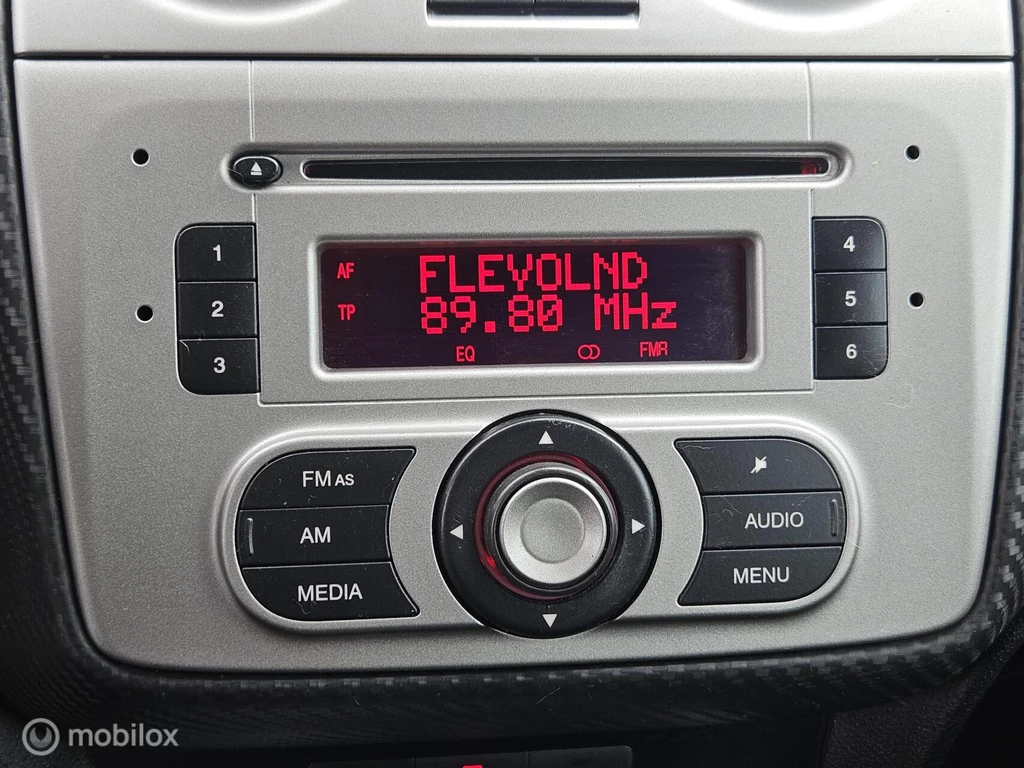 1
2
3
AF FLEVOLND
TP 89.80 MHz
EQ FMR
4
5
6
FM AS
AM
MEDIA
AUDIO
MENU
mobilox